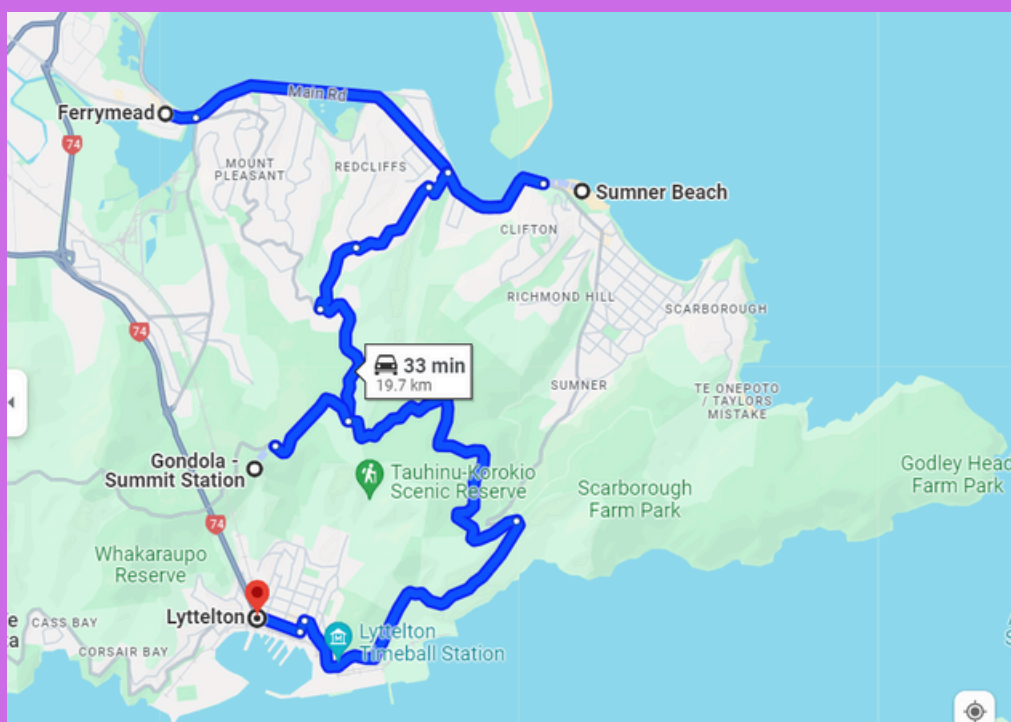 Main Rd
Ferrymead
74
MOUNT
PLEASANT
REDCLIFFS
Sumner Beach
CLIFTON
RICHMOND HILL
SCARBOROUGH
74
33 min
19.7 km
SUMNER
TE ONEPOTO
/ TAYLORS
MISTAKE
Gondola -
Summit Station
Tauhinu-Korokio
Scenic Reserve
Scarborough
Farm Park
Godley Head
Farm Park
74
Whakaraupo
Reserve
Lyttelton
CASS BAY
CORSAIR BAY
Lyttelton
Timeball Station